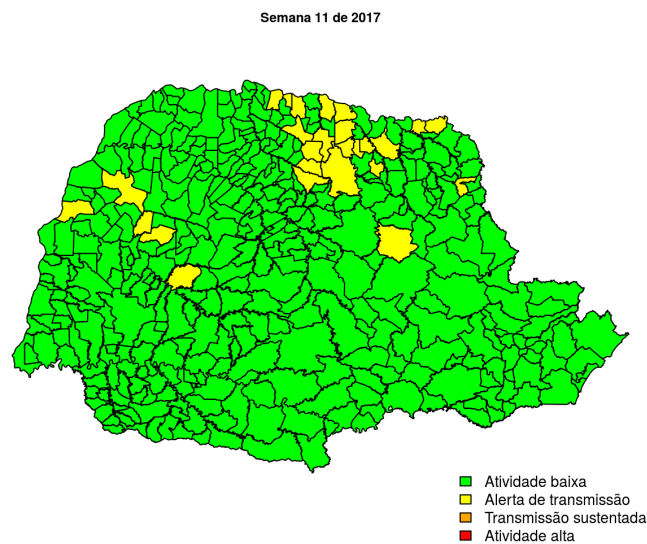 Semana 11 de 2017
Atividade baixa
Alerta de transmissão
Transmissão sustentada
Atividade alta